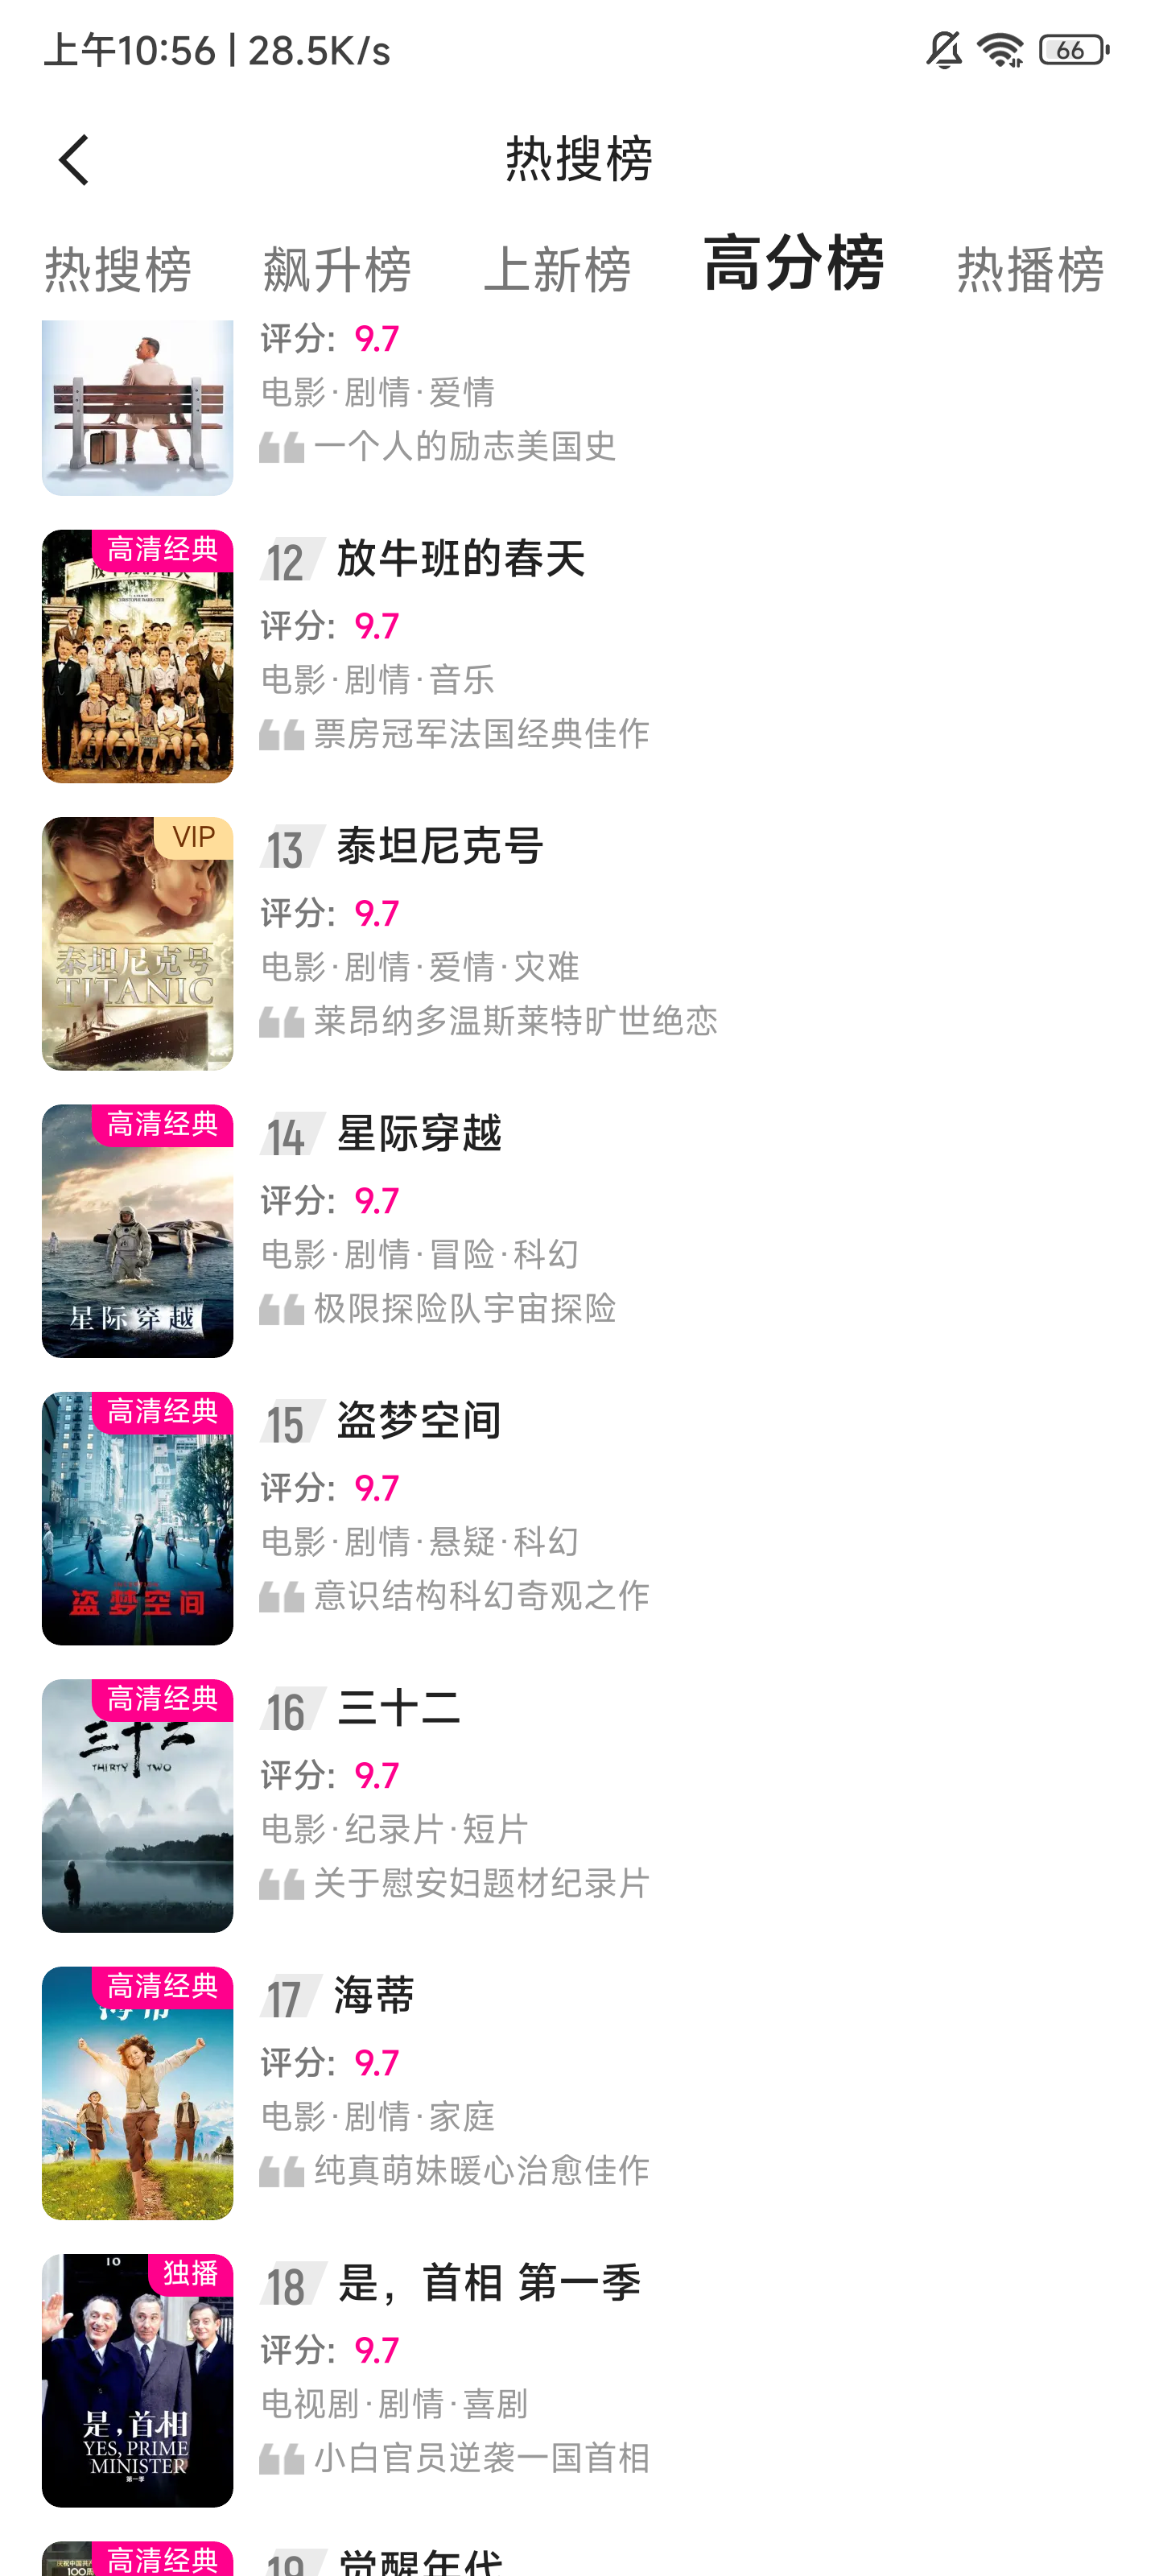 上午10:56 | 28.5K/s
66
热搜榜
热搜榜 飙升榜 上新榜 高分榜 热播榜
评分: 9.7
电影·剧情·爱情
一个人的励志美国史
高清经典
12 放牛班的春天
评分: 9.7
电影·剧情·音乐
票房冠军法国经典佳作
VIP
泰坦尼克号
TITANIC
13 泰坦尼克号
评分: 9.7
电影·剧情·爱情·灾难
莱昂纳多温斯莱特旷世绝恋
高清经典
星际穿越
14 星际穿越
评分: 9.7
电影·剧情·冒险·科幻
极限探险队宇宙探险
高清经典
盗梦空间
15 盗梦空间
评分: 9.7
电影·剧情·悬疑·科幻
意识结构科幻奇观之作
高清经典
三十二
THIRTY TWO
16 三十二
评分: 9.7
电影·纪录片·短片
关于慰安妇题材纪录片
高清经典
17 海蒂
评分: 9.7
电影·剧情·家庭
纯真萌妹暖心治愈佳作
独播
10
是,首相
YES, PRIME
MINISTER
第一季
18 是，首相 第一季
评分: 9.7
电视剧·剧情·喜剧
小白官员逆袭一国首相
高清经典
19 觉醒年代